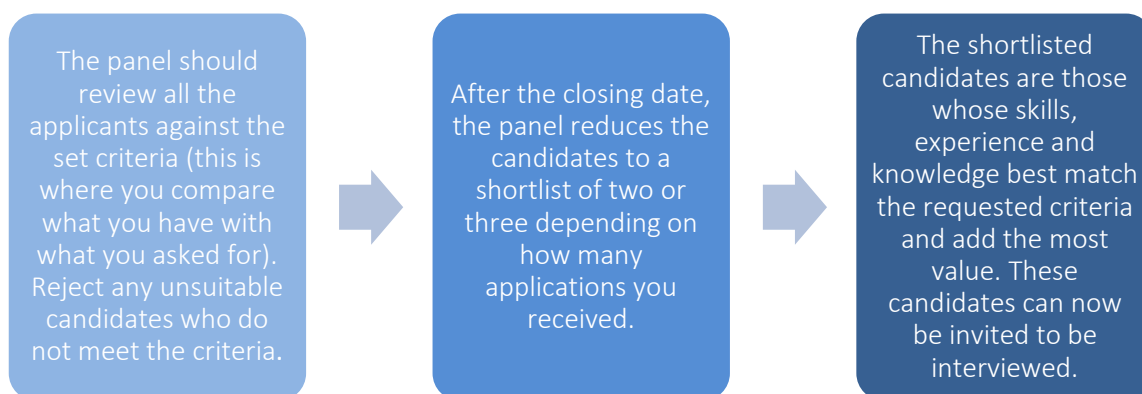 The panel should
review all the
applicants against the
set criteria (this is
where you compare
what you have with
what you asked for).
Reject any unsuitable
candidates who do
not meet the criteria.
After the closing date,
the panel reduces the
candidates to a
shortlist of two or
three depending on
how many
applications you
received.
The shortlisted
candidates are those
whose skills,
experience and
knowledge best match
the requested criteria
and add the most
value. These
candidates can now
be invited to be
interviewed.